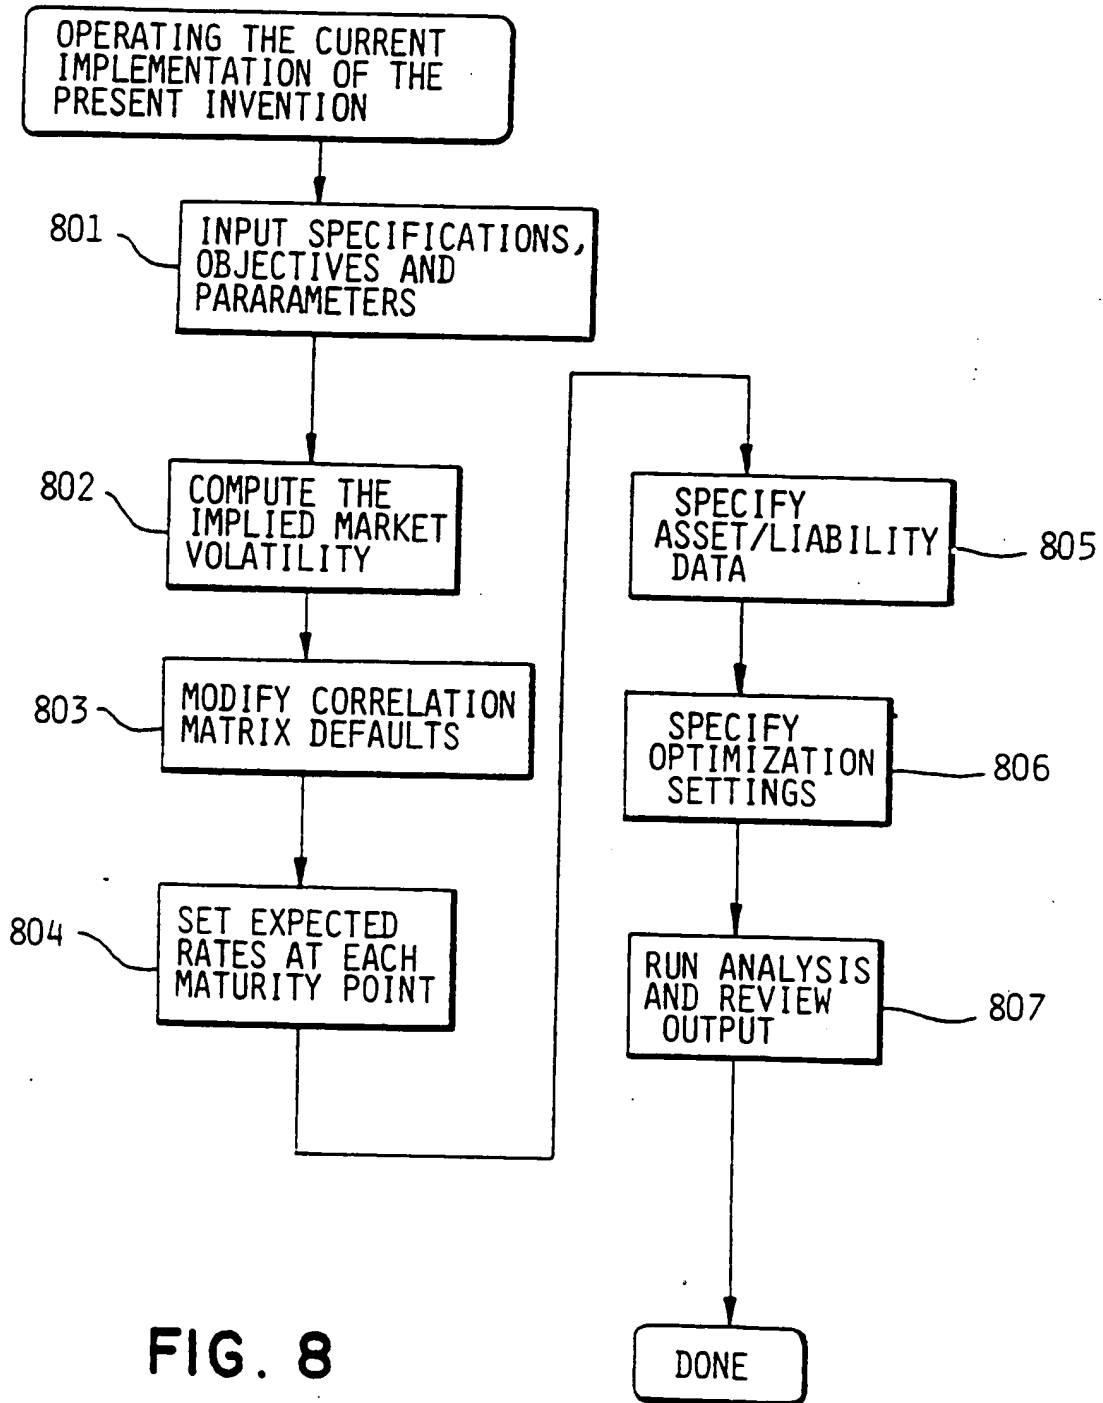 OPERATING THE CURRENT
IMPLEMENTATION OF THE
PRESENT INVENTION
801
INPUT SPECIFICATIONS,
OBJECTIVES AND
PARARAMETERS
802
COMPUTE THE
IMPLIED MARKET
VOLATILITY
803
MODIFY CORRELATION
MATRIX DEFAULTS
804
SET EXPECTED
RATES AT EACH
MATURITY POINT
SPECIFY
ASSET/LIABILITY
DATA
805
SPECIFY
OPTIMIZATION
SETTINGS
806
RUN ANALYSIS
AND REVIEW
OUTPUT
807
DONE
FIG. 8